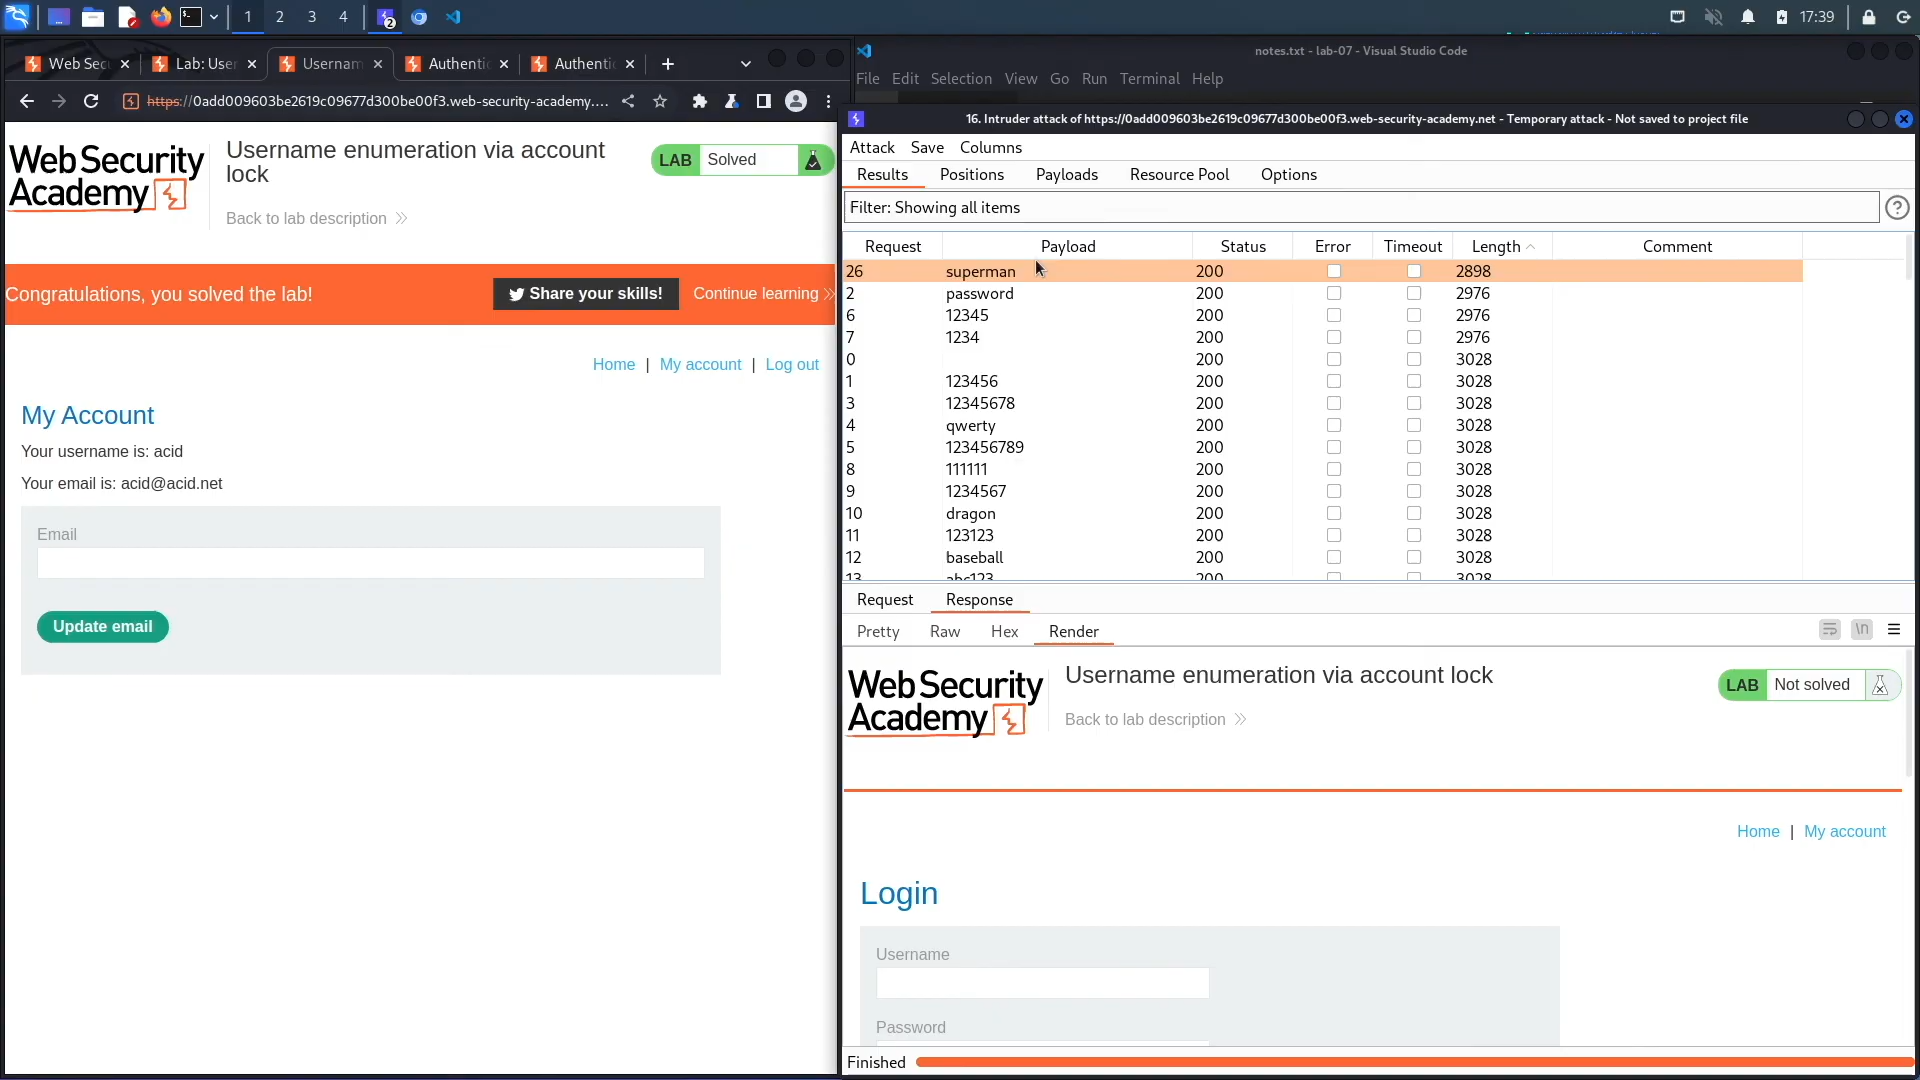 1 2 3 4 2 17:39
Web Sec Lab: User Usernam Authentic Authentic
https://0add009603be2619c09677d300be00f3.web-security-academy....
WebSecurity
Academy
Username enumeration via account
lock
LAB Solved
Back to lab description
Congratulations, you solved the lab!
Share your skills!
Continue learning
Home | My account | Log out
My Account
Your username is: acid
Your email is: acid@acid.net
Email
Update email
notes.txt - lab-07 - Visual Studio Code
File Edit Selection View Go Run Terminal Help
16. Intruder attack of https://0add009603be2619c09677d300be00f3.web-security-academy.net - Temporary attack - Not saved to project file
Attack Save Columns
Results Positions Payloads Resource Pool Options
Filter: Showing all items
Request Payload Status Error Timeout Length Comment
26 superman 200 2898
2 password 200 2976
6 12345 200 2976
7 1234 200 2976
0 200 3028
1 123456 200 3028
3 12345678 200 3028
4 qwerty 200 3028
5 123456789 200 3028
8 111111 200 3028
9 1234567 200 3028
10 dragon 200 3028
11 123123 200 3028
12 baseball 200 3028
13 abc123 200 3028
Request Response
Pretty Raw Hex Render
\n
WebSecurity
Academy
Username enumeration via account lock
LAB Not solved
Back to lab description
Home | My account
Login
Username
Password
Finished